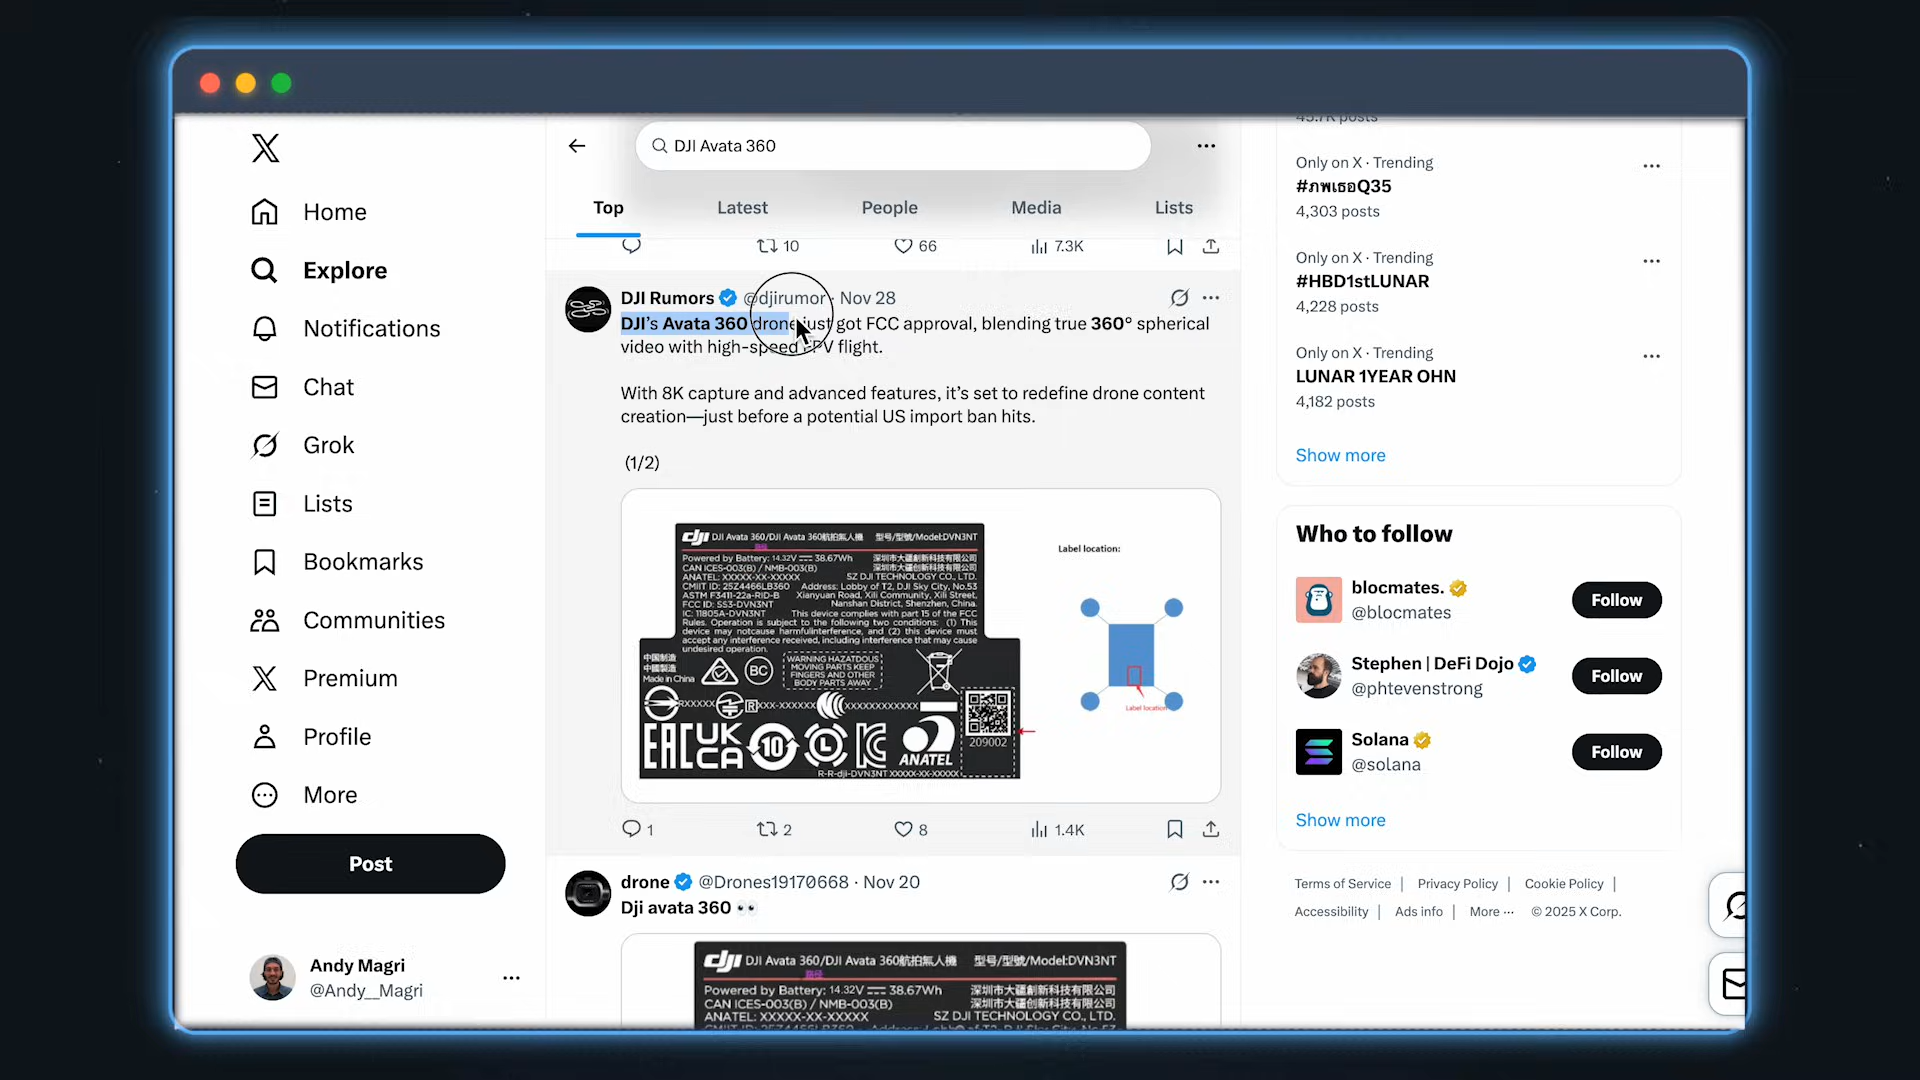 Home
Explore
Notifications
Chat
Grok
Lists
Bookmarks
Communities
Premium
Profile
More
Post
Andy Magri
@Andy__Magri
DJI Avata 360
Top
Latest
People
Media
Lists
10
66
7.3K
DJI Rumors @djirumor · Nov 28
DJI's Avata 360 drone just got FCC approval, blending true 360° spherical
video with high-speed FPV flight.
With 8K capture and advanced features, it's set to redefine drone content
creation—just before a potential US import ban hits.
(1/2)
dji DJI Avata 360/DJI Avata 360航拍無人機 型号/型號/Model:DVN3NT
Powered by Battery: 14.32V 38.67Wh 深圳市大疆創新科技有限公司
CAN ICES-003(B) / NMB-003(B) 深圳市大疆创新科技有限公司
ANATEL: XXXXX-XX-XXXXX SZ DJI TECHNOLOGY CO., LTD.
CMIIT ID: 25Z4466LB360 Address: Lobby of T2, DJI Sky City, No.53
ASTM F3411-22a-RID-B Xianyuan Road, Xili Community, Xili Street,
FCC ID: SS3-DVN3NT Nanshan District, Shenzhen, China.
IC: 11805A-DVN3NT This device complies with part 15 of the FCC
Rules. Operation is subject to the following two conditions: (1) This
device may notcause harmfulinterference, and (2) this device must
accept any interference received, including interference that may cause
undesired operation.
中国制造
中國製造
Made in China
BC
WARNING HAZATDOUS
MOVING PARTS KEEP
FINGERS AND OTHER
BODY PARTS AWAY
EAC UK CA 10 L KC ANATEL
209002
R-R-dji-DVN3NT XXXXX-XX-XXXXX
Label location:
Label location
1
2
8
1.4K
drone @Drones19170668 · Nov 20
Dji avata 360
dji DJI Avata 360/DJI Avata 360航拍無人機 型号/型號/Model:DVN3NT
Powered by Battery: 14.32V 38.67Wh 深圳市大疆創新科技有限公司
CAN ICES-003(B) / NMB-003(B) 深圳市大疆创新科技有限公司
ANATEL: XXXXX-XX-XXXXX SZ DJI TECHNOLOGY CO., LTD.
45.7K posts
Only on X · Trending
#ภพเธอQ35
4,303 posts
Only on X · Trending
#HBD1stLUNAR
4,228 posts
Only on X · Trending
LUNAR 1YEAR OHN
4,182 posts
Show more
Who to follow
blocmates.
@blocmates
Follow
Stephen | DeFi Dojo
@phtevenstrong
Follow
Solana
@solana
Follow
Show more
Terms of Service | Privacy Policy | Cookie Policy |
Accessibility | Ads info | More ··· © 2025 X Corp.